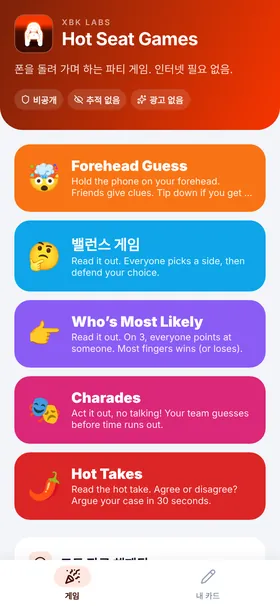 XBK LABS
Hot Seat Games
폰을 돌려 가며 하는 파티 게임. 인터넷 필요 없음.
비공개
추적 없음
광고 없음
Forehead Guess
Hold the phone on your forehead.
Friends give clues. Tip down if you get ...
밸런스 게임
Read it out. Everyone picks a side, then
defend your choice.
Who's Most Likely
Read it out. On 3, everyone points at
someone. Most fingers wins (or loses).
Charades
Act it out, no talking! Your team guesses
before time runs out.
Hot Takes
Read the hot take. Agree or disagree?
Argue your case in 30 seconds.
게임
내 카드